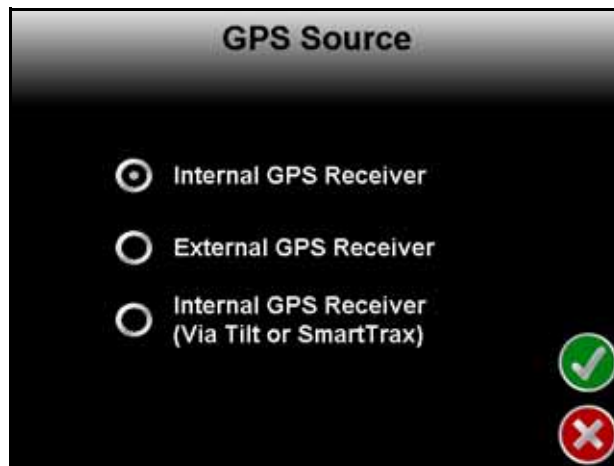 GPS Source
Internal GPS Receiver
External GPS Receiver
Internal GPS Receiver
(Via Tilt or SmartTrax)